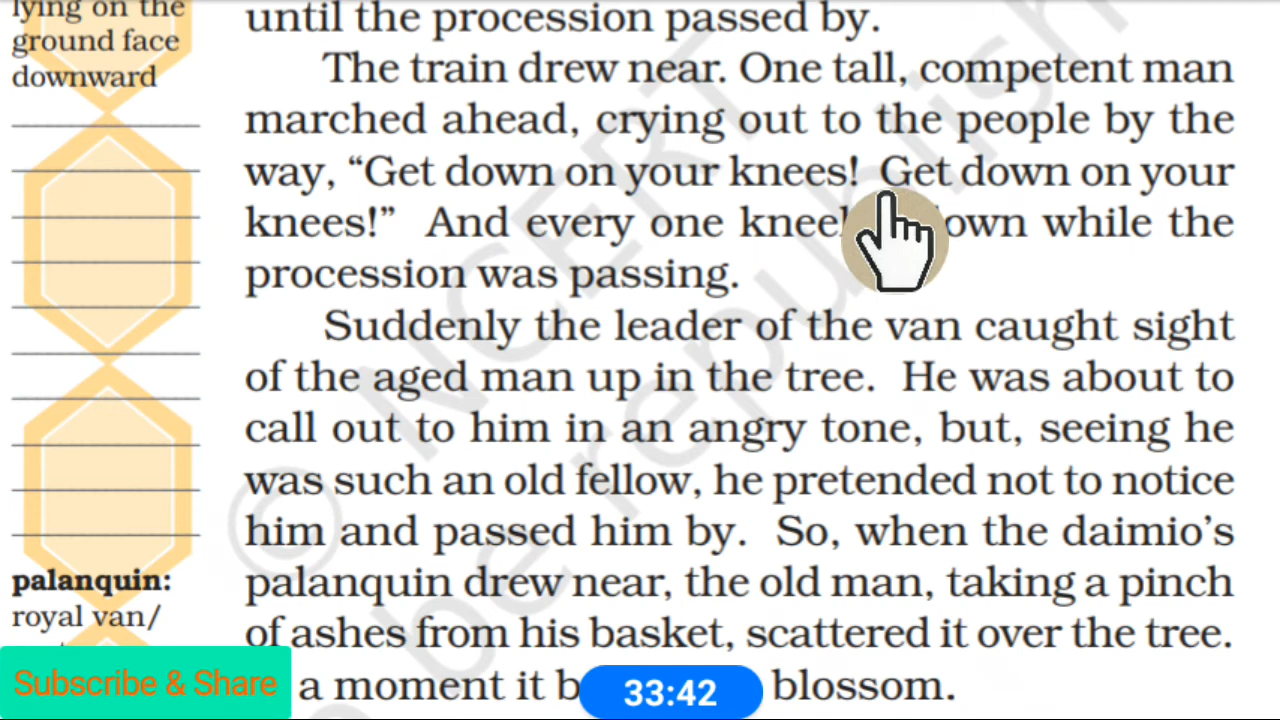 lying on the
ground face
downward
palanquin:
royal van/
until the procession passed by.
The train drew near. One tall, competent man
marched ahead, crying out to the people by the
way, “Get down on your knees! Get down on your
knees!” And every one while the
procession was passing.
Suddenly the leader of the van caught sight
of the aged man up in the tree. He was about to
call out to him in an angry tone, but, seeing he
was such an old fellow, he pretended not to notice
him and passed him by. So, when the daimio’s
palanquin drew near, the old man, taking a pinch
of ashes from his basket, scattered it over the tree.
a moment it blossom.
Subscribe & Share
33:42
© NCERT
be republish